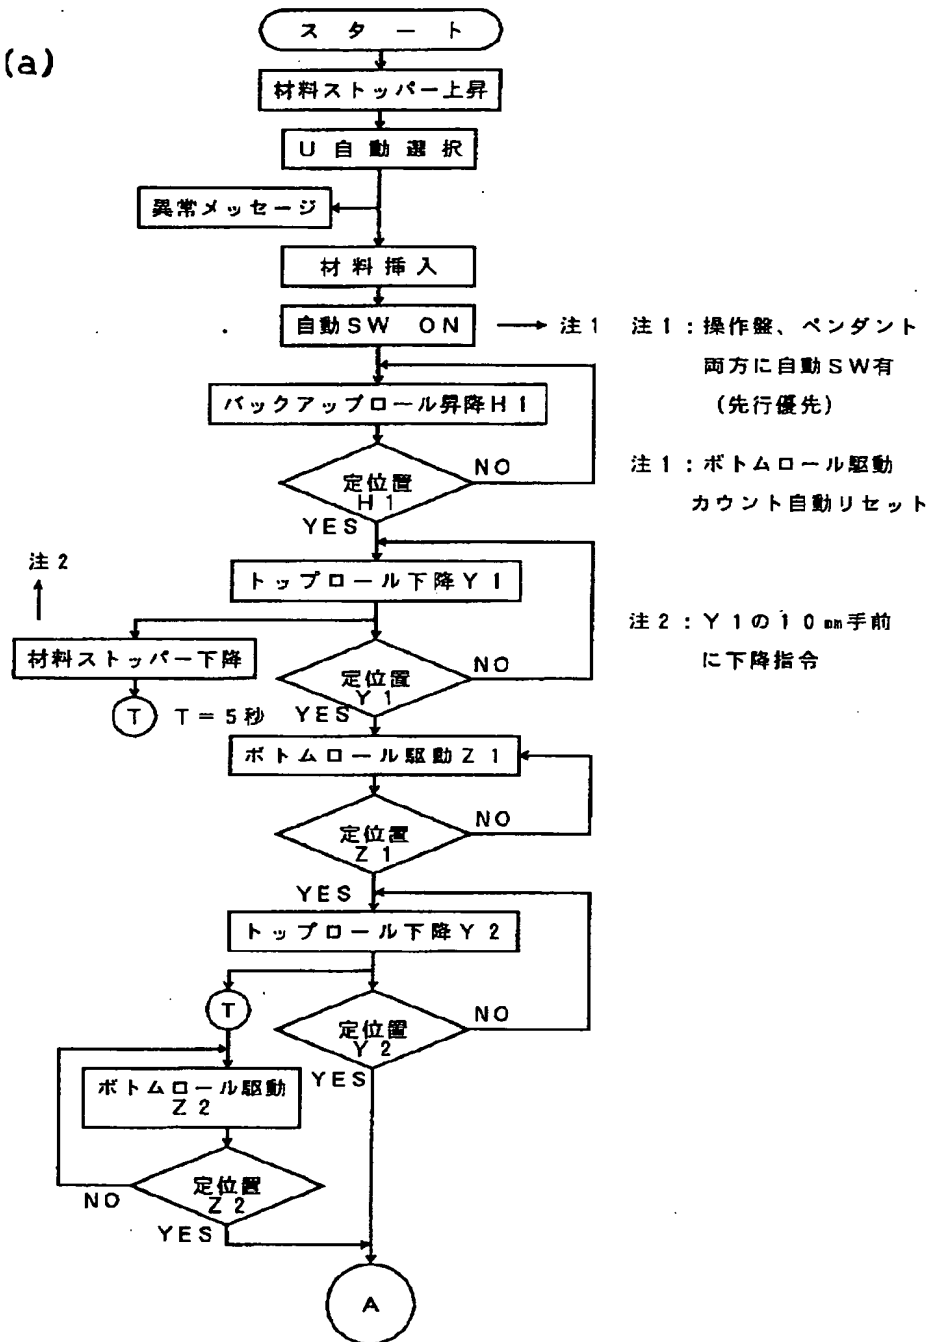 (a)
スタート
材料ストッパー上昇
U自動選択
異常メッセージ
材料挿入
自動SW ON
注1
注1:操作盤、ペンダント
両方に自動SW有
(先行優先)
バックアップロール昇降H1
定位置
H1
NO
YES
注1:ボトムロール駆動
カウント自動リセット
トップロール下降Y1
注2
材料ストッパー下降
定位置
Y1
NO
YES
注2:Y1の10mm手前
に下降指令
T
T=5秒
ボトムロール駆動Z1
定位置
Z1
NO
YES
トップロール下降Y2
T
定位置
Y2
NO
YES
ボトムロール駆動
Z2
定位置
Z2
NO
YES
A